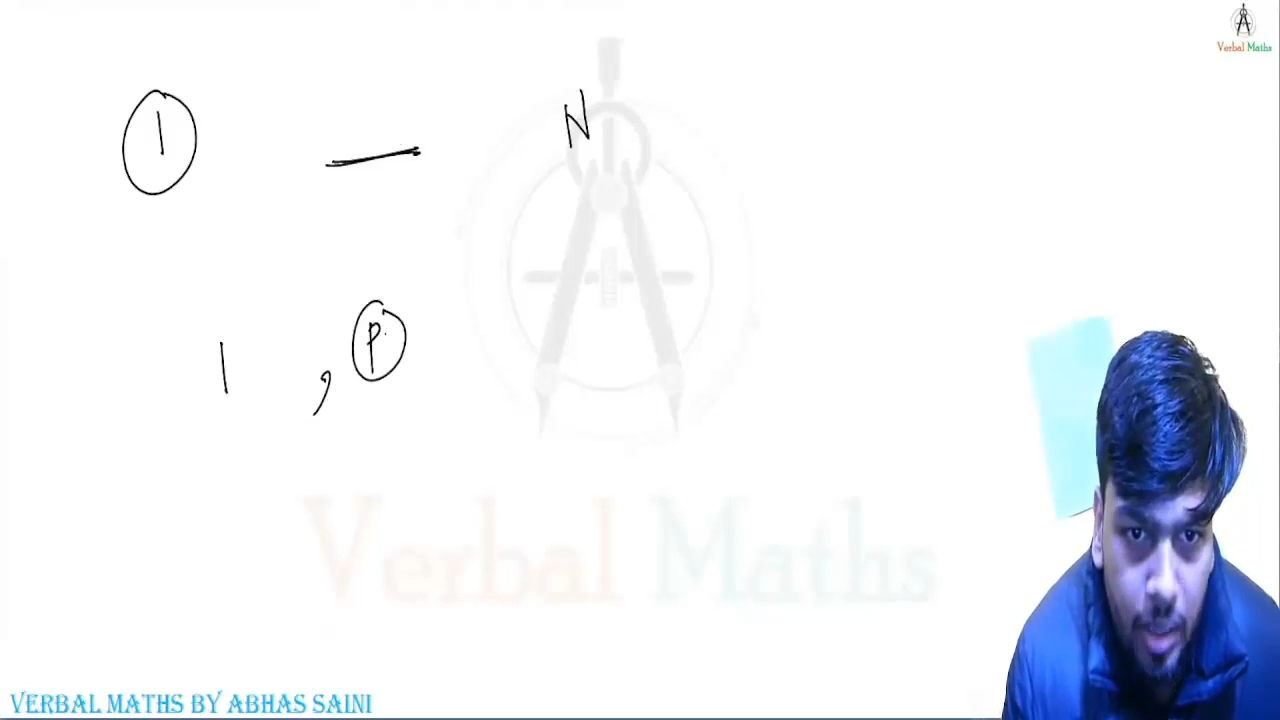 Verbal Maths
1 — N
1 , P
Verbal Maths
VERBAL MATHS BY ABHAS SAINI